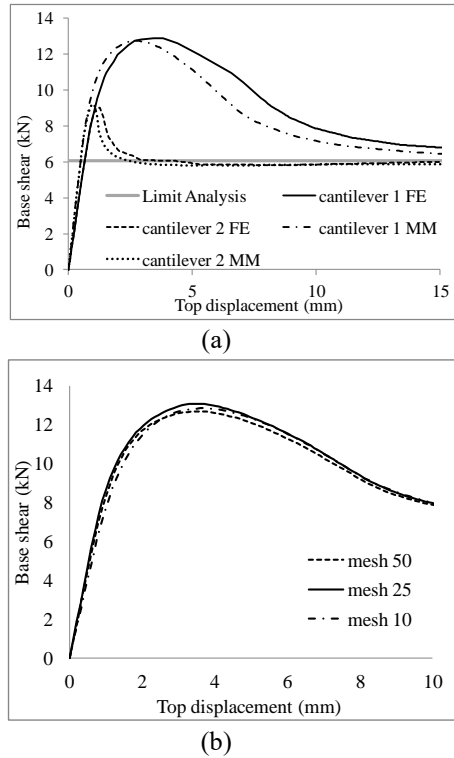 14
12
10
8
6
4
2
0
Base shear (kN)
Limit Analysis
cantilever 1 FE
cantilever 2 FE
cantilever 1 MM
cantilever 2 MM
0 5 10 15
Top displacement (mm)
(a)
14
12
10
8
6
4
2
0
Base shear (kN)
mesh 50
mesh 25
mesh 10
0 2 4 6 8 10
Top displacement (mm)
(b)